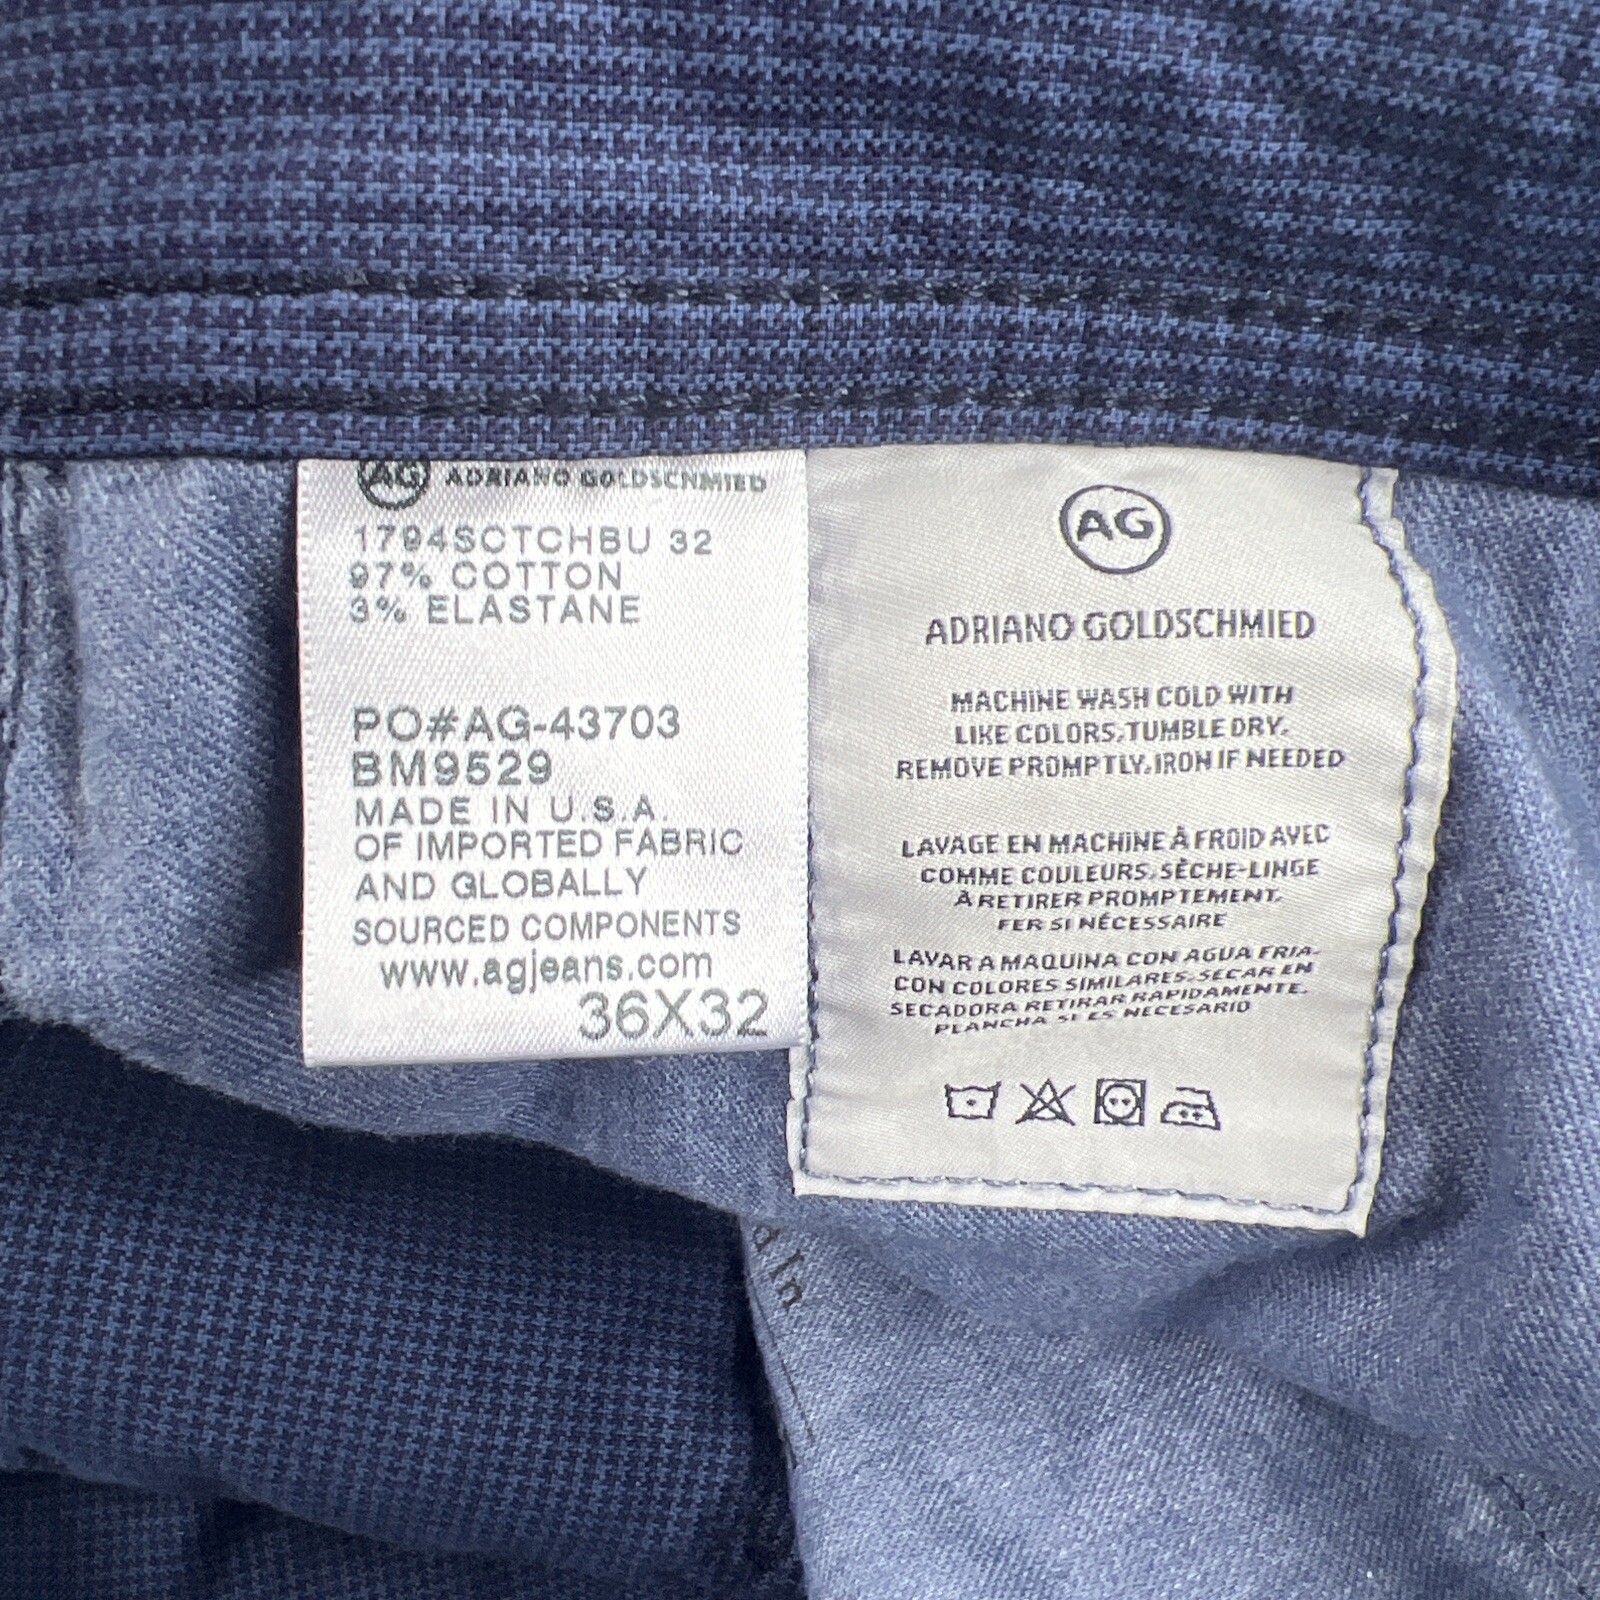 AG ADRIANO GOLDSCHMIED
1794SCTCHBU 32
97% COTTON
3% ELASTANE
PO#AG-43703
BM9529
MADE IN U.S.A.
OF IMPORTED FABRIC
AND GLOBALLY
SOURCED COMPONENTS
www.agjeans.com
36X32
AG
ADRIANO GOLDSCHMIED
MACHINE WASH COLD WITH
LIKE COLORS, TUMBLE DRY.
REMOVE PROMPTLY, IRON IF NEEDED
LAVAGE EN MACHINE À FROID AVEC
COMME COULEURS, SÈCHE-LINGE
À RETIRER PROMPTEMENT,
FER SI NÉCESSAIRE
LAVAR A MAQUINA CON AGUA FRIA.
CON COLORES SIMILARES, SECAR EN
SECADORA RETIRAR RAPIDAMENTE.
PLANCHA SI ES NECESARIO
d In